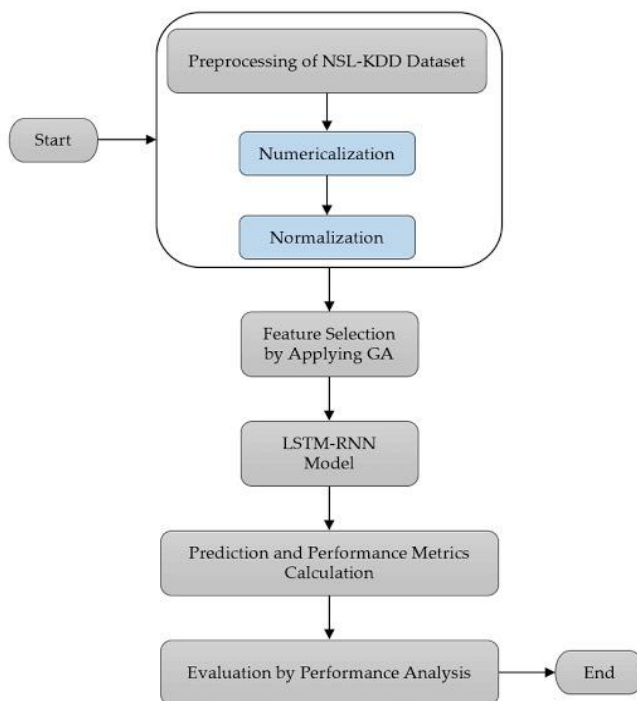 Preprocessing of NSL-KDD Dataset
Start
Numericalization
Normalization
Feature Selection
by Applying GA
LSTM-RNN
Model
Prediction and Performance Metrics
Calculation
Evaluation by Performance Analysis
End